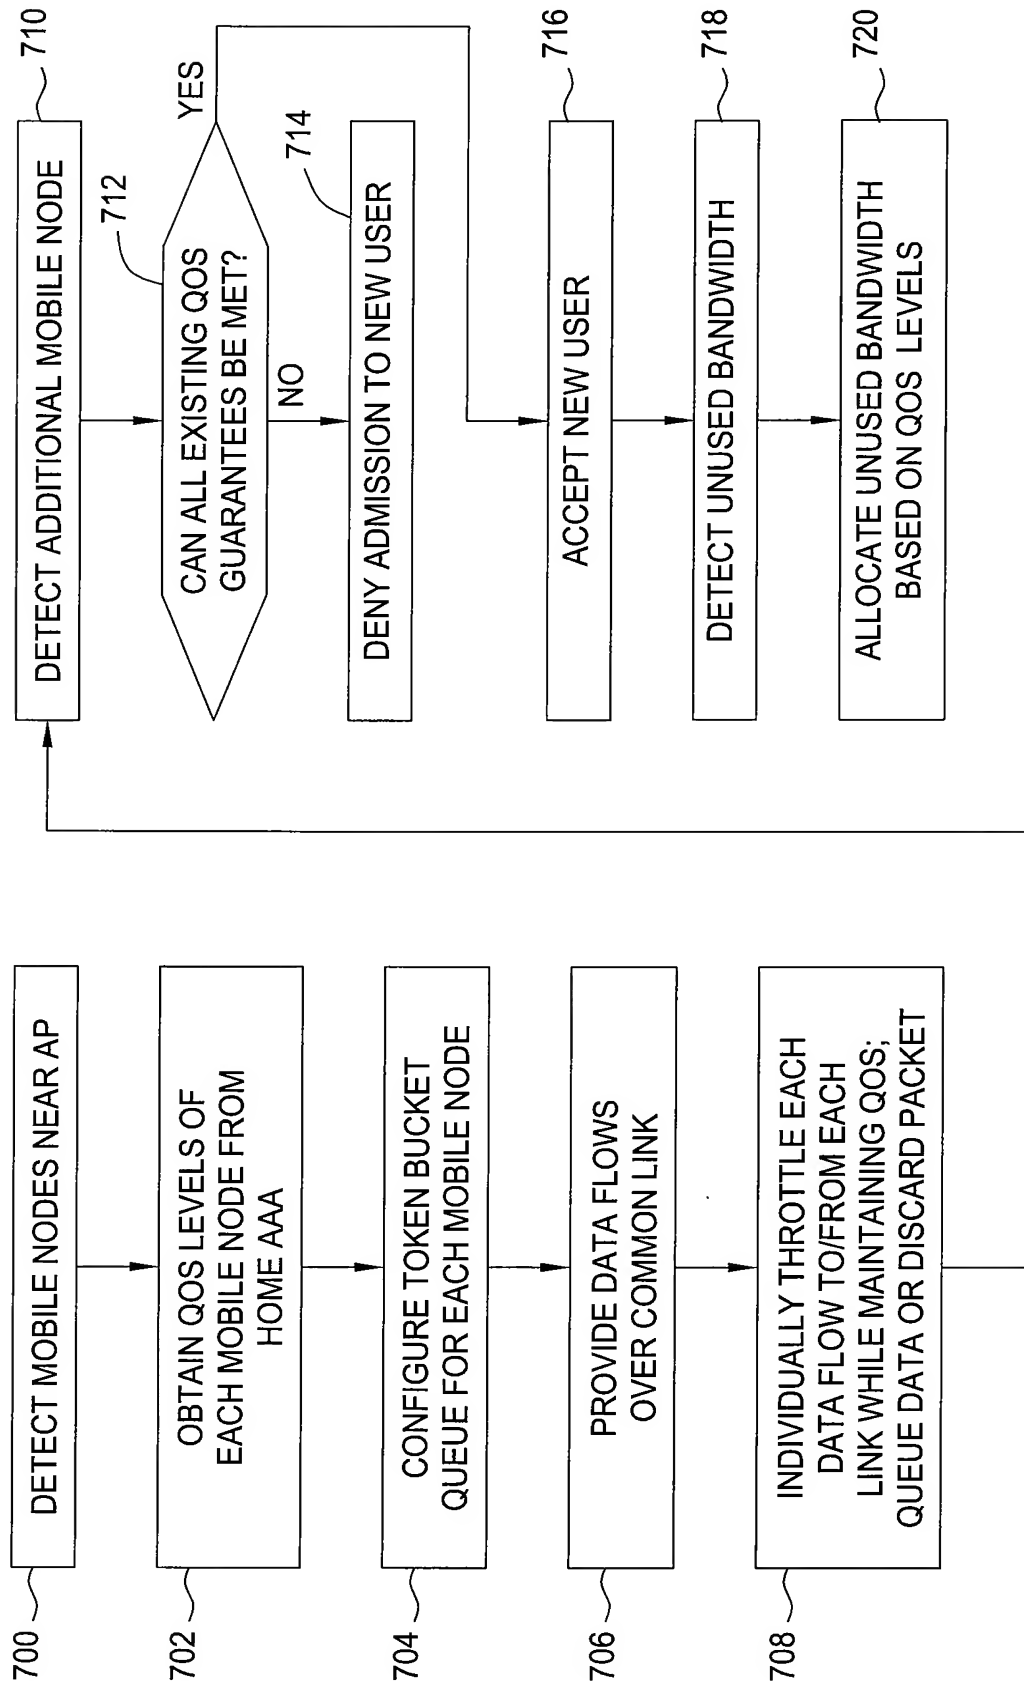 700
DETECT MOBILE NODES NEAR AP
702
OBTAIN QOS LEVELS OF
EACH MOBILE NODE FROM
HOME AAA
704
CONFIGURE TOKEN BUCKET
QUEUE FOR EACH MOBILE NODE
706
PROVIDE DATA FLOWS
OVER COMMON LINK
708
INDIVIDUALLY THROTTLE EACH
DATA FLOW TO/FROM EACH
LINK WHILE MAINTAINING QOS;
QUEUE DATA OR DISCARD PACKET
710
DETECT ADDITIONAL MOBILE NODE
712
CAN ALL EXISTING QOS
GUARANTEES BE MET?
YES
NO
714
DENY ADMISSION TO NEW USER
716
ACCEPT NEW USER
718
DETECT UNUSED BANDWIDTH
720
ALLOCATE UNUSED BANDWIDTH
BASED ON QOS LEVELS